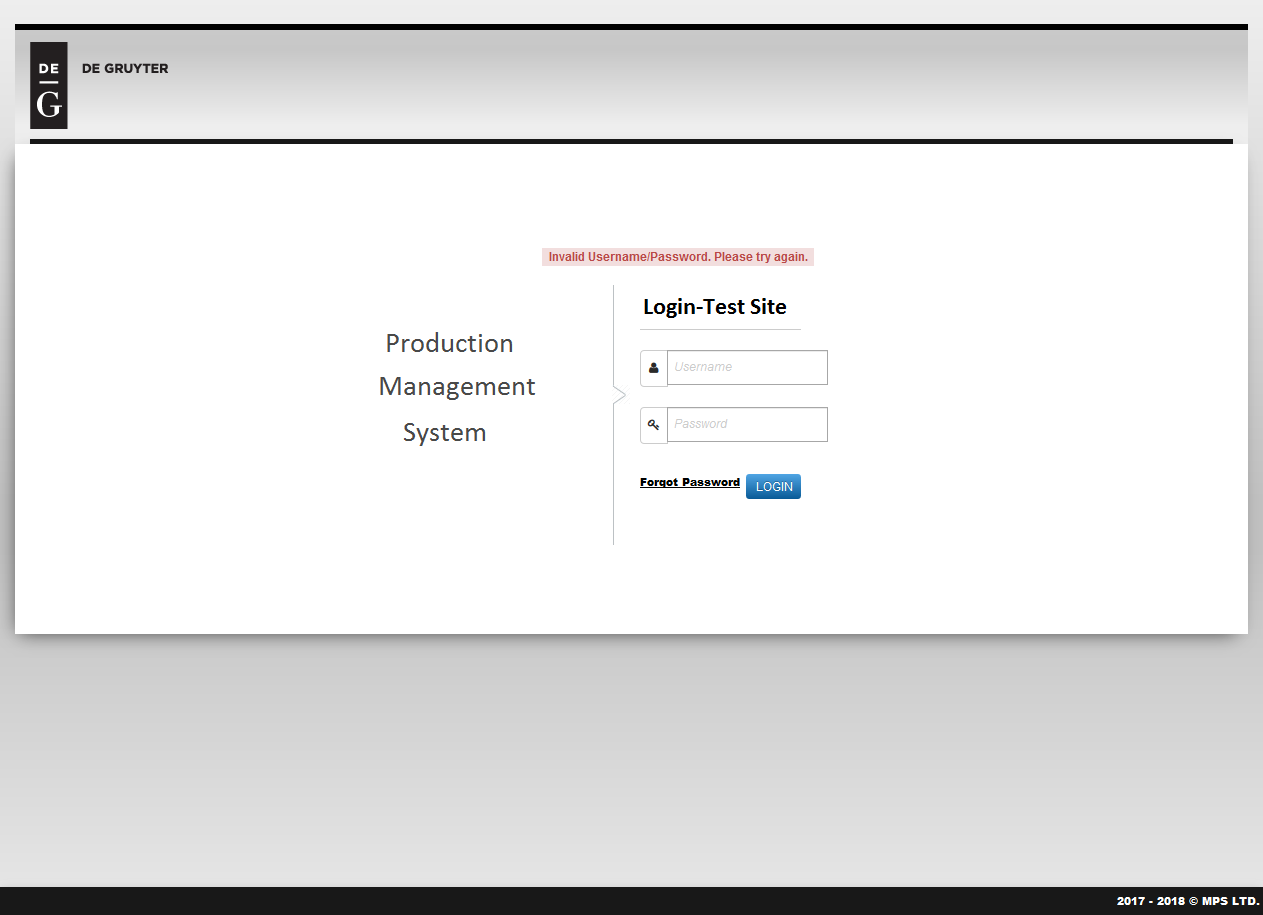 DE
G
DE GRUYTER
Invalid Username/Password. Please try again.
Production
Management
System
Login-Test Site
Username
Password
Forgot Password
LOGIN
2017 - 2018 © MPS LTD.